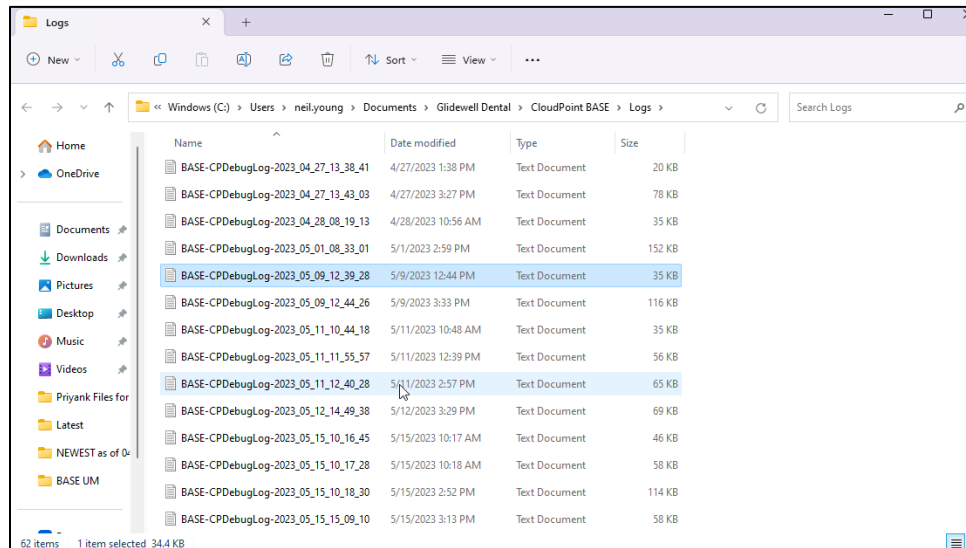 Logs
New
Sort
View
Windows (C:) Users neil.young Documents Glidewell Dental CloudPoint BASE Logs
Search Logs
Home
OneDrive
Documents
Downloads
Pictures
Desktop
Music
Videos
Priyank Files for
Latest
NEWEST as of 04
BASE UM
Name Date modified Type Size
BASE-CPDebugLog-2023_04_27_13_38_41 4/27/2023 1:38 PM Text Document 20 KB
BASE-CPDebugLog-2023_04_27_13_43_03 4/27/2023 3:27 PM Text Document 78 KB
BASE-CPDebugLog-2023_04_28_08_19_13 4/28/2023 10:56 AM Text Document 35 KB
BASE-CPDebugLog-2023_05_01_08_33_01 5/1/2023 2:59 PM Text Document 152 KB
BASE-CPDebugLog-2023_05_09_12_39_28 5/9/2023 12:44 PM Text Document 35 KB
BASE-CPDebugLog-2023_05_09_12_44_26 5/9/2023 3:33 PM Text Document 116 KB
BASE-CPDebugLog-2023_05_11_10_44_18 5/11/2023 10:48 AM Text Document 35 KB
BASE-CPDebugLog-2023_05_11_11_55_57 5/11/2023 12:39 PM Text Document 56 KB
BASE-CPDebugLog-2023_05_11_12_40_28 5/11/2023 2:57 PM Text Document 65 KB
BASE-CPDebugLog-2023_05_12_14_49_38 5/12/2023 3:29 PM Text Document 69 KB
BASE-CPDebugLog-2023_05_15_10_16_45 5/15/2023 10:17 AM Text Document 46 KB
BASE-CPDebugLog-2023_05_15_10_17_28 5/15/2023 10:18 AM Text Document 58 KB
BASE-CPDebugLog-2023_05_15_10_18_30 5/15/2023 2:52 PM Text Document 114 KB
BASE-CPDebugLog-2023_05_15_15_09_10 5/15/2023 3:13 PM Text Document 58 KB
62 items 1 item selected 34.4 KB